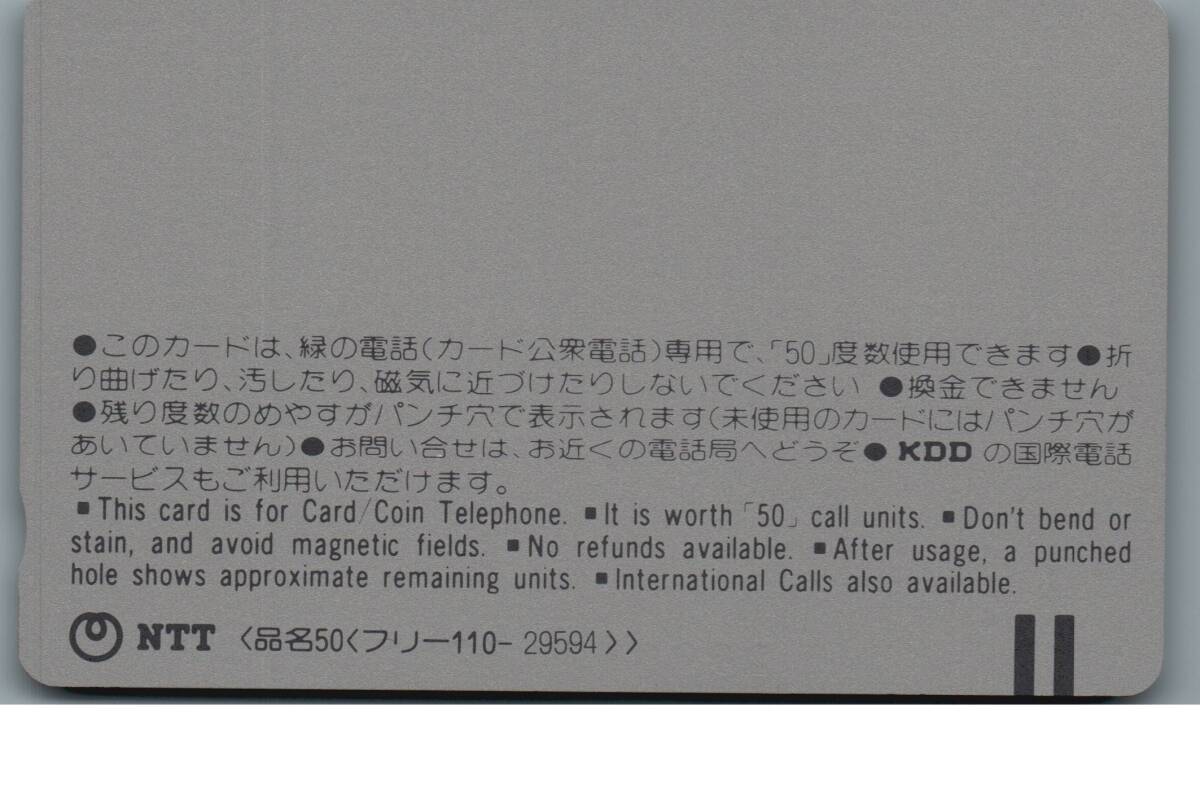 ●このカードは、緑の電話(カード公衆電話)専用で、「50」度数使用できます●折
り曲げたり、汚したり、磁気に近づけたりしないでください ●換金できません
●残り度数のめやすがパンチ穴で表示されます(未使用のカードにはパンチ穴が
あいていません)●お問い合せは、お近くの電話局へどうぞ● KDD の国際電話
サービスもご利用いただけます。
■This card is for Card/Coin Telephone. ■It is worth「50」call units. ■Don't bend or
stain, and avoid magnetic fields. ■No refunds available. ■After usage, a punched
hole shows approximate remaining units. ■International Calls also available.
NTT 〈品名50〈フリー110- 29594〉〉